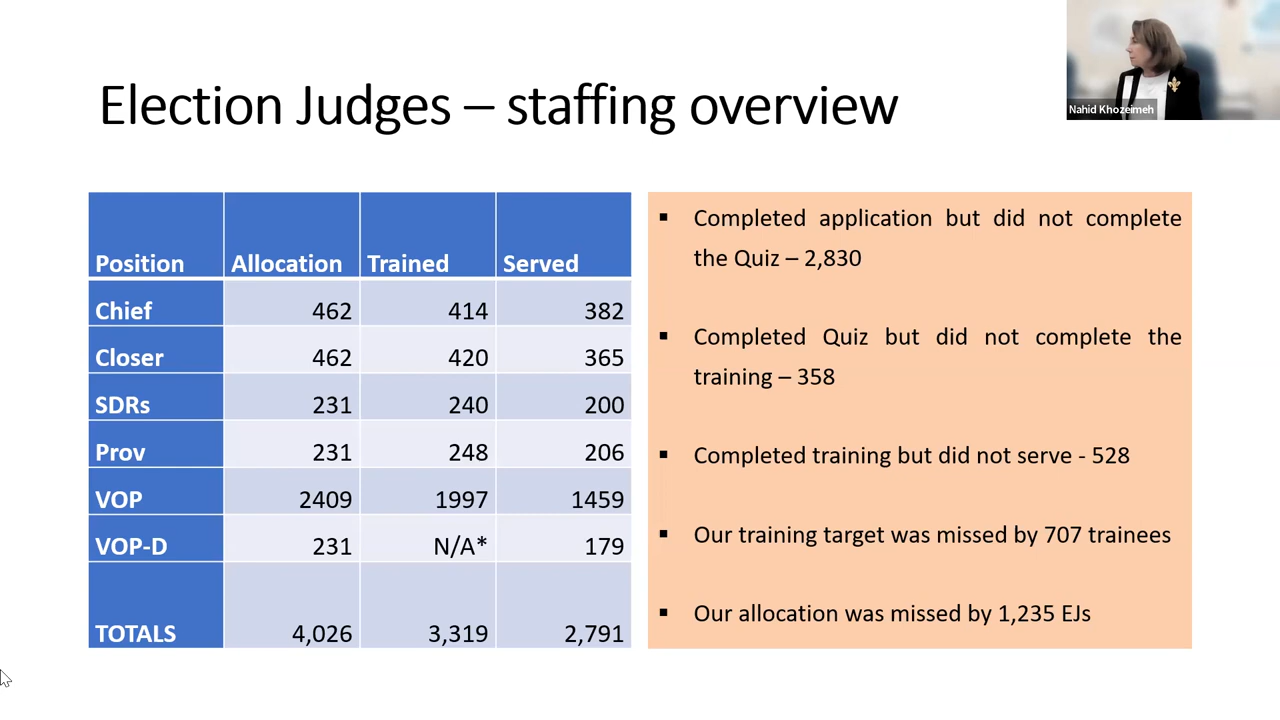 Nahid Khozeimeh
Election Judges – staffing overview
Position Allocation Trained Served
Chief 462 414 382
Closer 462 420 365
SDRs 231 240 200
Prov 231 248 206
VOP 2409 1997 1459
VOP-D 231 N/A* 179
TOTALS 4,026 3,319 2,791
▪ Completed application but did not complete
the Quiz – 2,830
▪ Completed Quiz but did not complete the
training – 358
▪ Completed training but did not serve - 528
▪ Our training target was missed by 707 trainees
▪ Our allocation was missed by 1,235 EJs